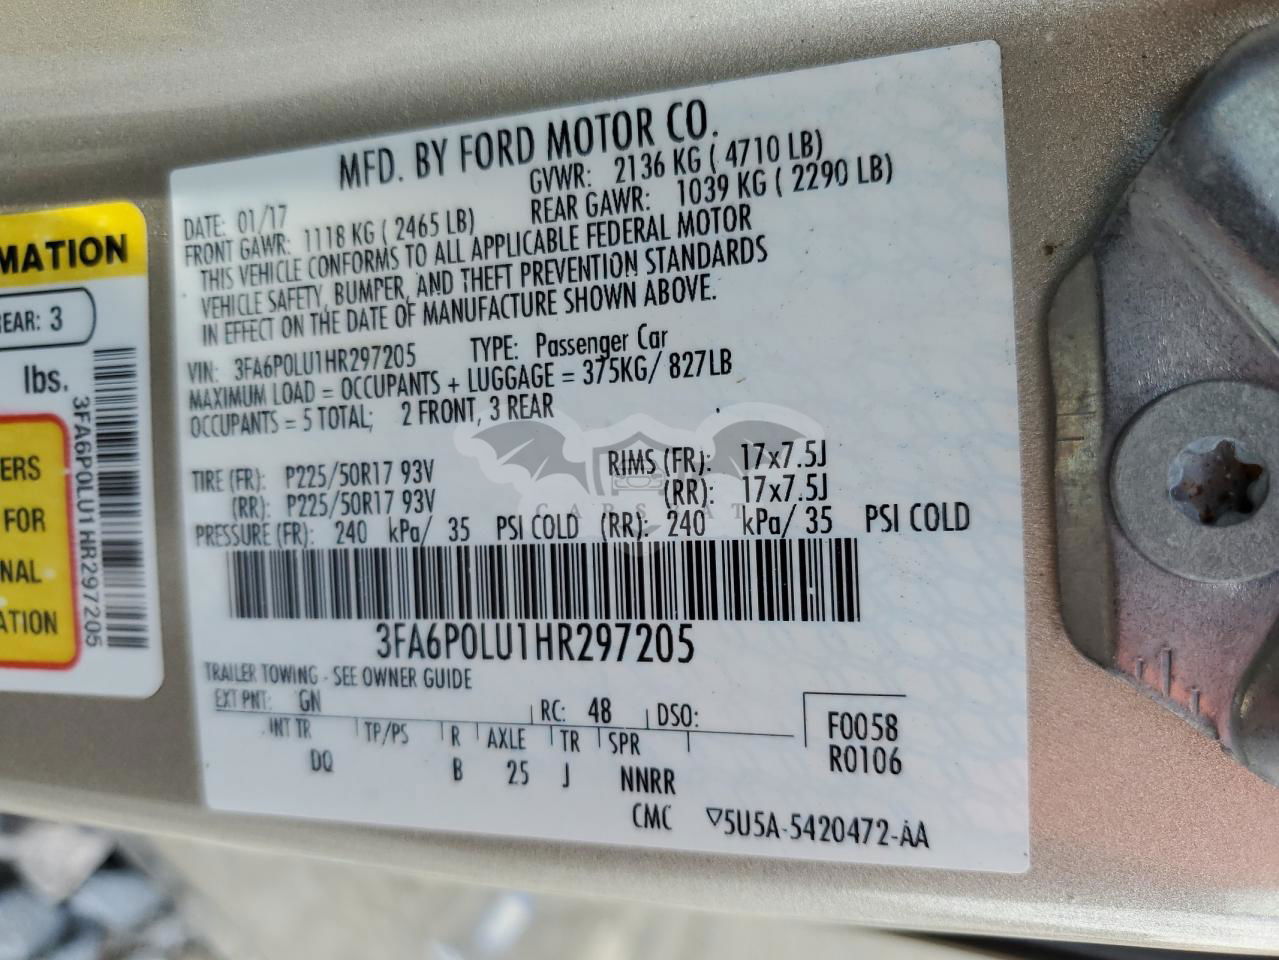 MFD. BY FORD MOTOR CO.
DATE: 01/17 GVWR: 2136 KG ( 4710 LB)
FRONT GAWR: 1118 KG ( 2465 LB) REAR GAWR: 1039 KG ( 2290 LB)
THIS VEHICLE CONFORMS TO ALL APPLICABLE FEDERAL MOTOR
VEHICLE SAFETY, BUMPER, AND THEFT PREVENTION STANDARDS
IN EFFECT ON THE DATE OF MANUFACTURE SHOWN ABOVE.
VIN: 3FA6P0LU1HR297205 TYPE: Passenger Car
MAXIMUM LOAD = OCCUPANTS + LUGGAGE = 375KG/ 827LB
OCCUPANTS = 5 TOTAL; 2 FRONT, 3 REAR
TIRE (FR): P225/50R17 93V RIMS (FR): 17x7.5J
(RR): P225/50R17 93V (RR): 17x7.5J
PRESSURE (FR): 240 kPa/ 35 PSI COLD (RR): 240 kPa/ 35 PSI COLD
3FA6P0LU1HR297205
TRAILER TOWING - SEE OWNER GUIDE
EXT PNT: GN RC: 48 DSO:
INT TR TP/PS R AXLE TR SPR
DQ B 25 J NNRR
F0058
R0106
CMC ▽5U5A-5420472-AA
MATION
EAR: 3
lbs.
3FA6P0LU1HR297205
ERS
FOR
NAL
ATION
CARSDAT